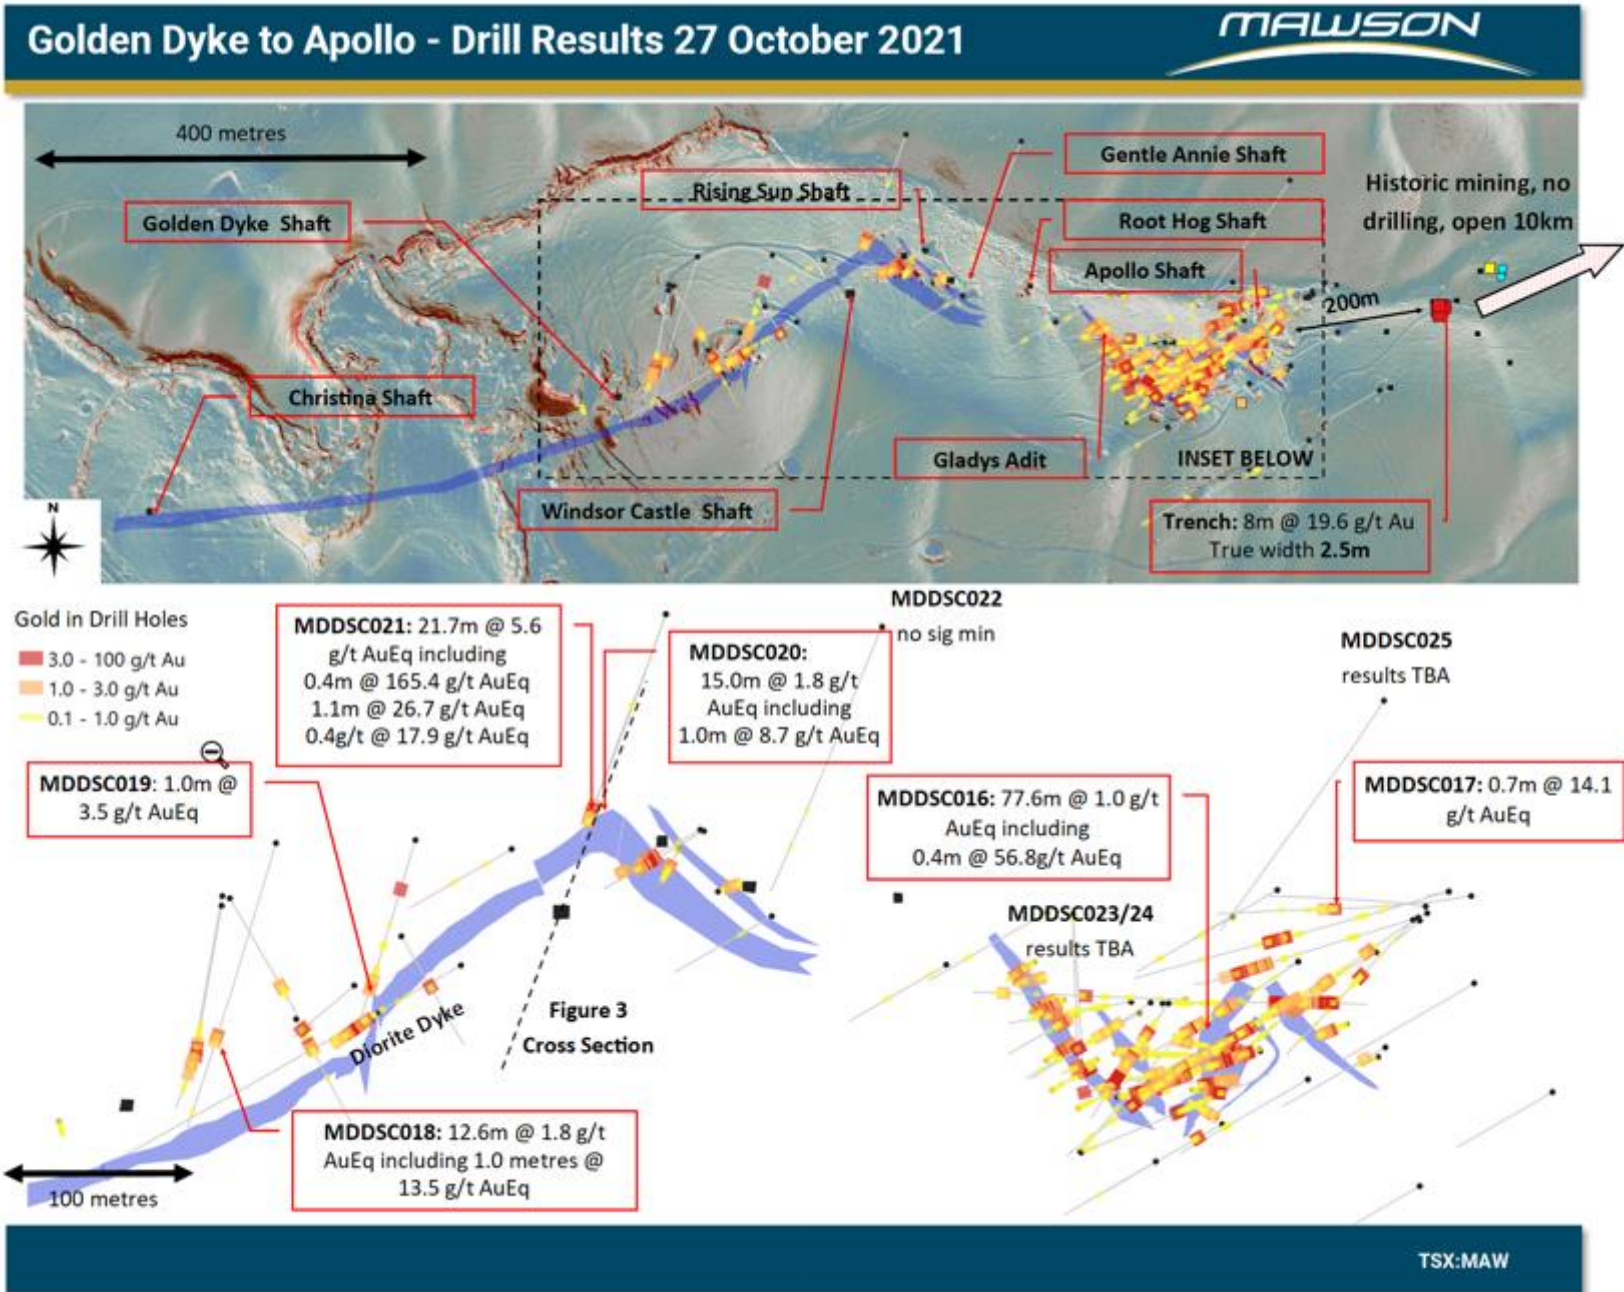 Golden Dyke to Apollo - Drill Results 27 October 2021
MAWSON
400 metres
Gentle Annie Shaft
Rising Sun Shaft
Historic mining, no
drilling, open 10km
Golden Dyke Shaft
Root Hog Shaft
Apollo Shaft
200m
Christina Shaft
Gladys Adit
INSET BELOW
Windsor Castle Shaft
Trench: 8m @ 19.6 g/t Au
True width 2.5m
N
Gold in Drill Holes
3.0 - 100 g/t Au
1.0 - 3.0 g/t Au
0.1 - 1.0 g/t Au
MDDSC021: 21.7m @ 5.6
g/t AuEq including
0.4m @ 165.4 g/t AuEq
1.1m @ 26.7 g/t AuEq
0.4g/t @ 17.9 g/t AuEq
MDDSC020:
15.0m @ 1.8 g/t
AuEq including
1.0m @ 8.7 g/t AuEq
MDDSC022
no sig min
MDDSC025
results TBA
MDDSC019: 1.0m @
3.5 g/t AuEq
MDDSC016: 77.6m @ 1.0 g/t
AuEq including
0.4m @ 56.8g/t AuEq
MDDSC017: 0.7m @ 14.1
g/t AuEq
MDDSC023/24
results TBA
Diorite Dyke
Figure 3
Cross Section
MDDSC018: 12.6m @ 1.8 g/t
AuEq including 1.0 metres @
13.5 g/t AuEq
100 metres
TSX:MAW